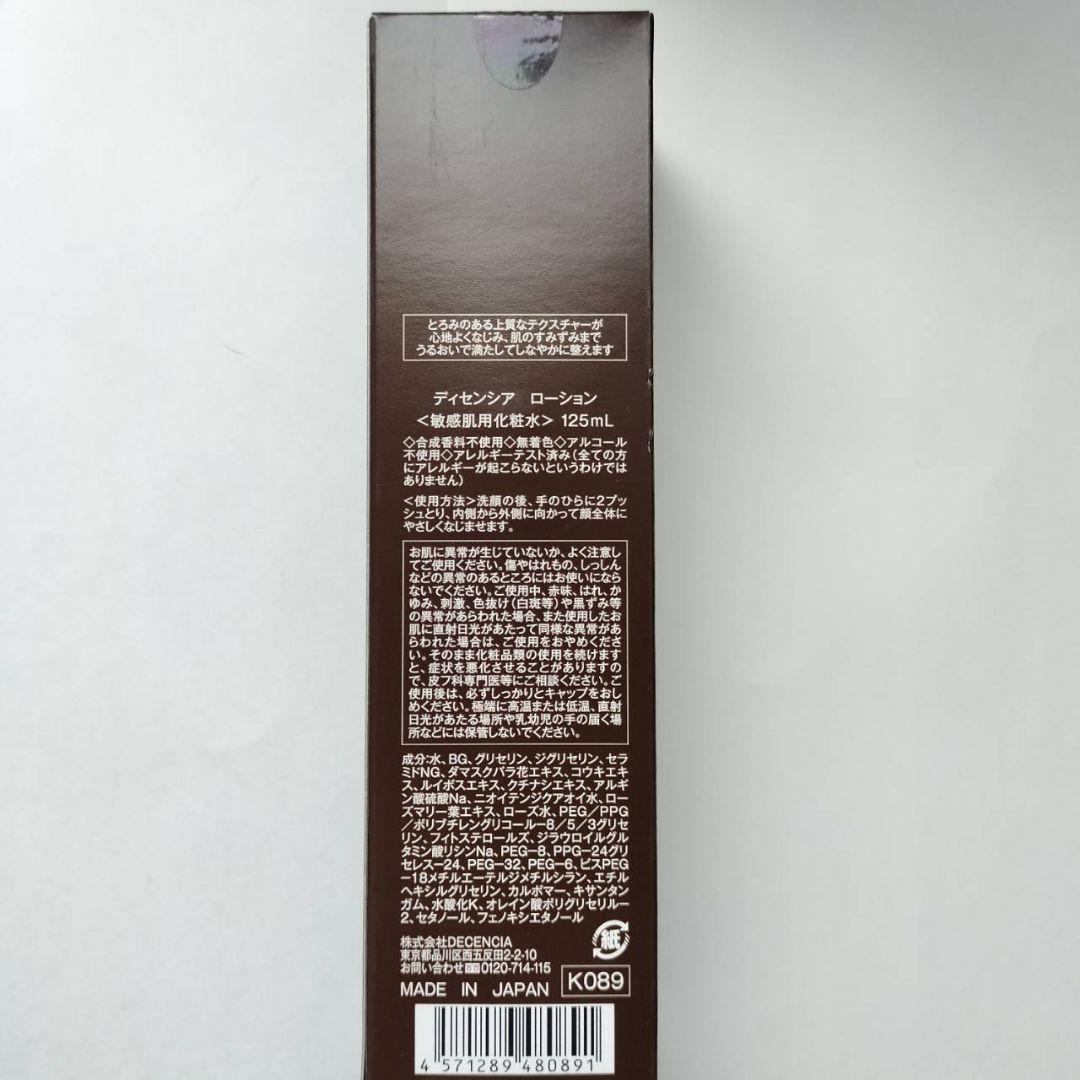 とろみのある上質なテクスチャーが
心地よくなじみ、肌のすみずみまで
うるおいで満たしてしなやかに整えます
ディセンシア ローション
＜敏感肌用化粧水＞ 125mL
◇合成香料不使用◇無着色◇アルコール
不使用◇アレルギーテスト済み（全ての方
にアレルギーが起こらないというわけでは
ありません）
＜使用方法＞洗顔の後、手のひらに2プッ
シュとり、内側から外側に向かって顔全体に
やさしくなじませます。
お肌に異常が生じていないか、よく注意し
てご使用ください。傷やはれもの、しっしん
などの異常のあるところにはお使いになら
ないでください。ご使用中、赤味、はれ、か
ゆみ、刺激、色抜け（白斑等）や黒ずみ等
の異常があらわれた場合、また使用したお
肌に直射日光があたって同様な異常があ
らわれた場合は、ご使用をおやめくださ
い。そのまま化粧品類の使用を続けます
と、症状を悪化させることがありますの
で、皮フ科専門医等にご相談ください。ご
使用後は、必ずしっかりとキャップをおし
めください。極端に高温または低温、直射
日光があたる場所や乳幼児の手の届く場
所などには保管しないでください。
成分:水、BG、グリセリン、ジグリセリン、セラ
ミドNG、ダマスクバラ花エキス、コウキエキ
ス、ルイボスエキス、クチナシエキス、アルギ
ン酸硫酸Na、ニオイテンジクアオイ水、ロー
ズマリー葉エキス、ローズ水、PEG／PPG
／ポリブチレングリコール－8／5／3グリセ
リン、フィトステロールズ、ジラウロイルグル
タミン酸リシンNa、PEG－8、PPG－24グリ
セレス－24、PEG－32、PEG－6、ビスPEG
－18メチルエーテルジメチルシラン、エチル
ヘキシルグリセリン、カルボマー、キサンタン
ガム、水酸化K、オレイン酸ポリグリセリル－
2、セタノール、フェノキシエタノール
紙
株式会社DECENCIA
東京都品川区西五反田2-2-10
お問い合わせ 0120-714-115
MADE IN JAPAN K089
4 571289 480891